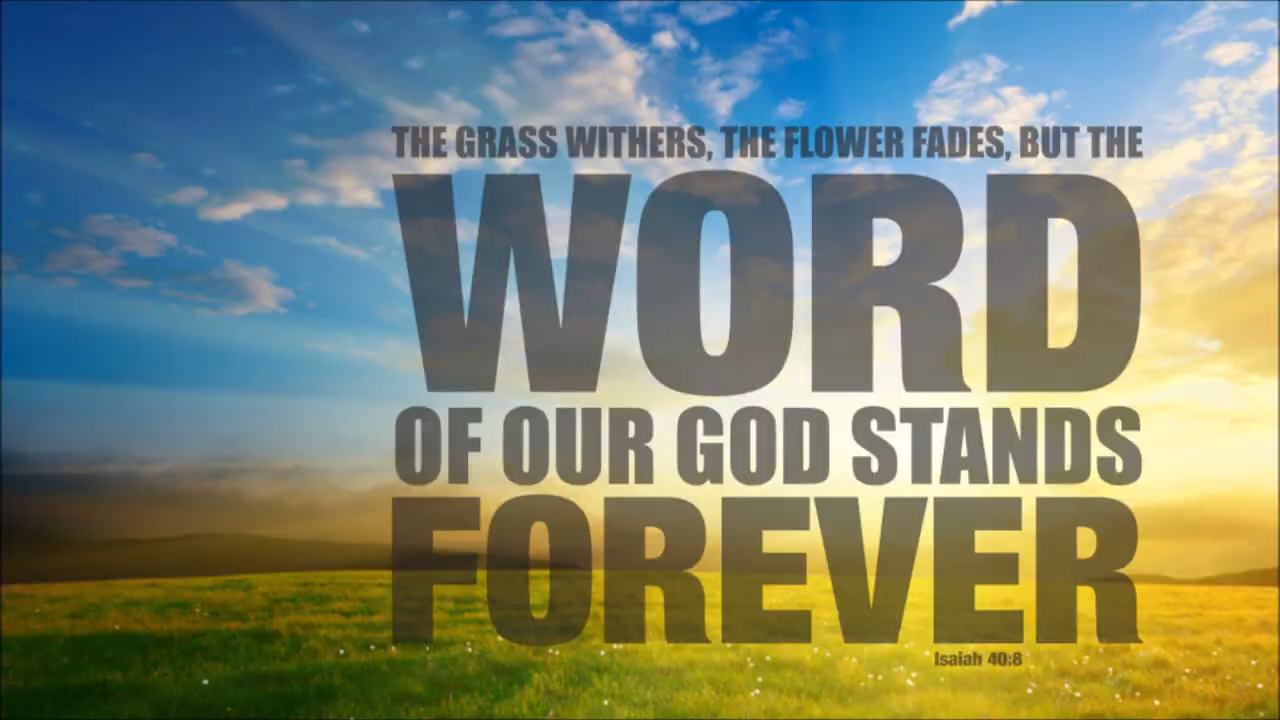 THE GRASS WITHERS, THE FLOWER FADES, BUT THE
WORD
OF OUR GOD STANDS
FOREVER
Isaiah 40:8